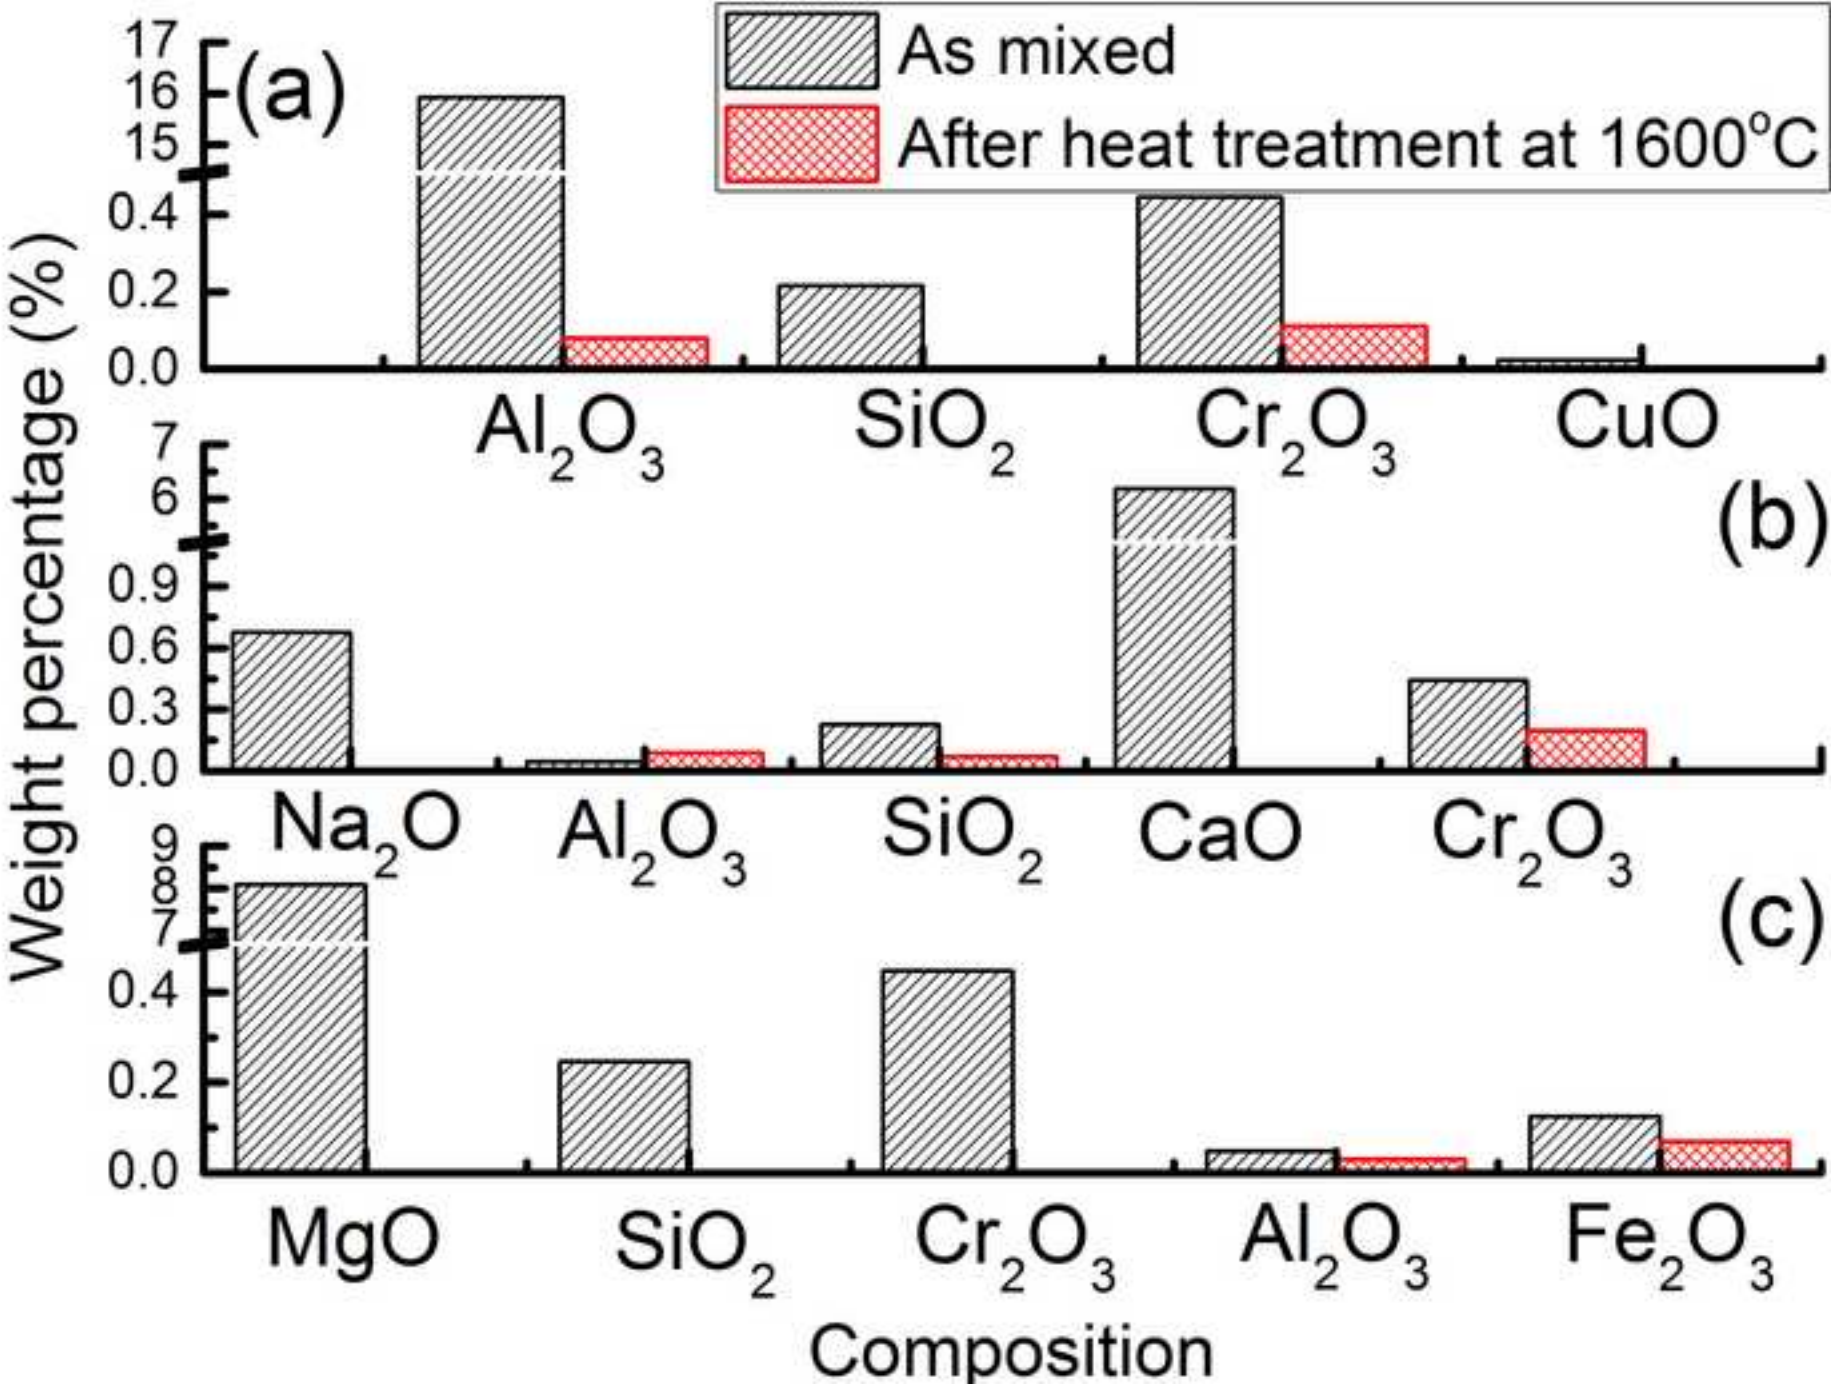 As mixed
After heat treatment at 1600°C
(a)
17
16
15
0.4
0.2
0.0
Al₂O₃ SiO₂ Cr₂O₃ CuO
Weight percentage (%)
(b)
7
6
0.9
0.6
0.3
0.0
Na₂O Al₂O₃ SiO₂ CaO Cr₂O₃
(c)
9
8
7
0.4
0.2
0.0
MgO SiO₂ Cr₂O₃ Al₂O₃ Fe₂O₃
Composition